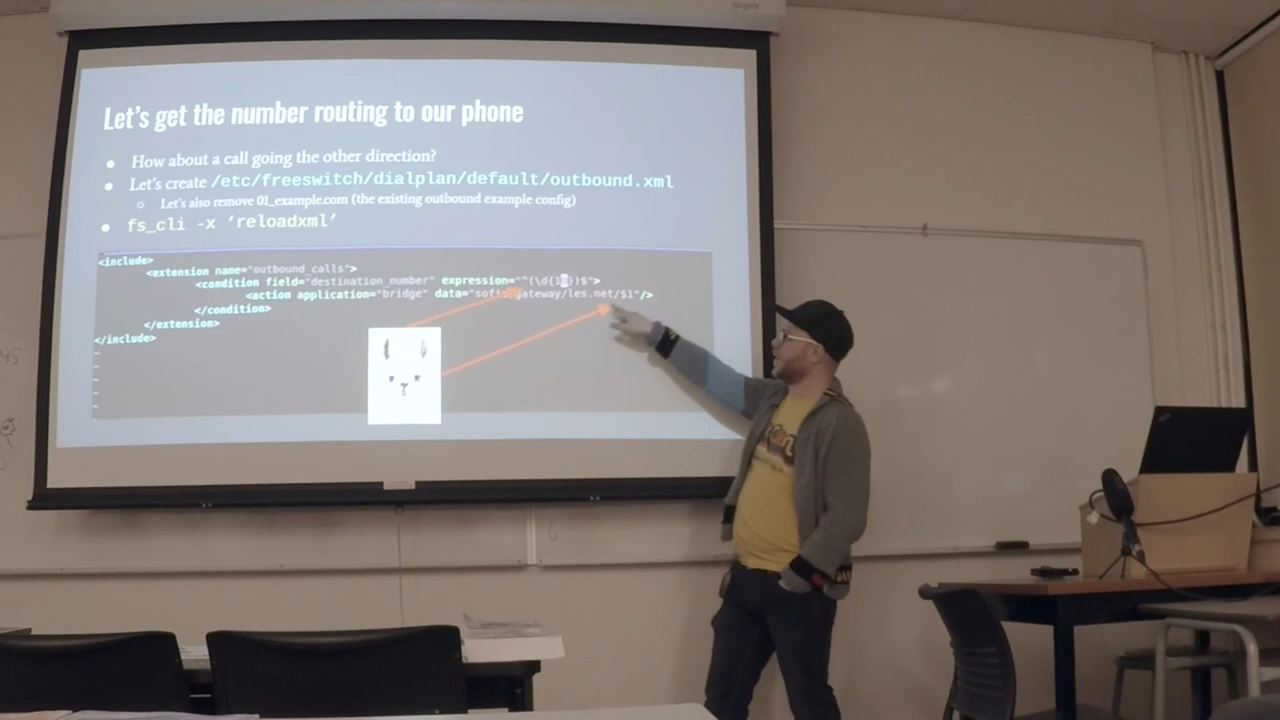 Let's get the number routing to our phone
● How about a call going the other direction?
● Let's create /etc/freeswitch/dialplan/default/outbound.xml
○ Let's also remove 01_example.com (the existing outbound example config)
● fs_cli -x ‘reloadxml’
<include>
<extension name="outbound_calls">
<condition field="destination_number" expression="^(\d{10})$">
<action application="bridge" data="sofia/gateway/les.net/$1"/>
</condition>
</extension>
</include>
~
~
~
~
~